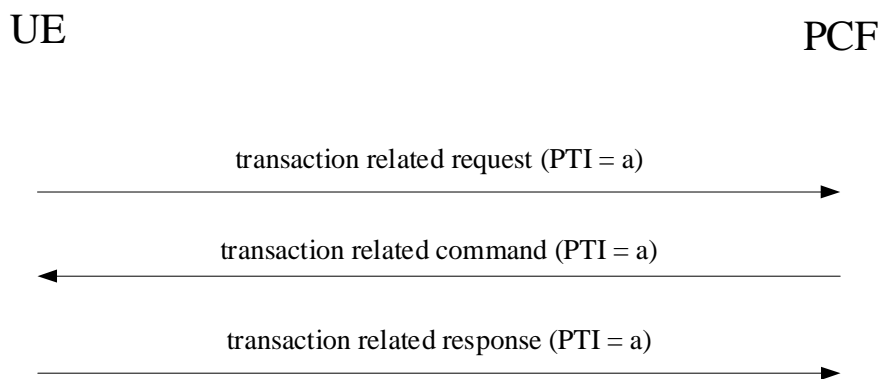 UE
PCF
transaction related request (PTI = a)
transaction related command (PTI = a)
transaction related response (PTI = a)